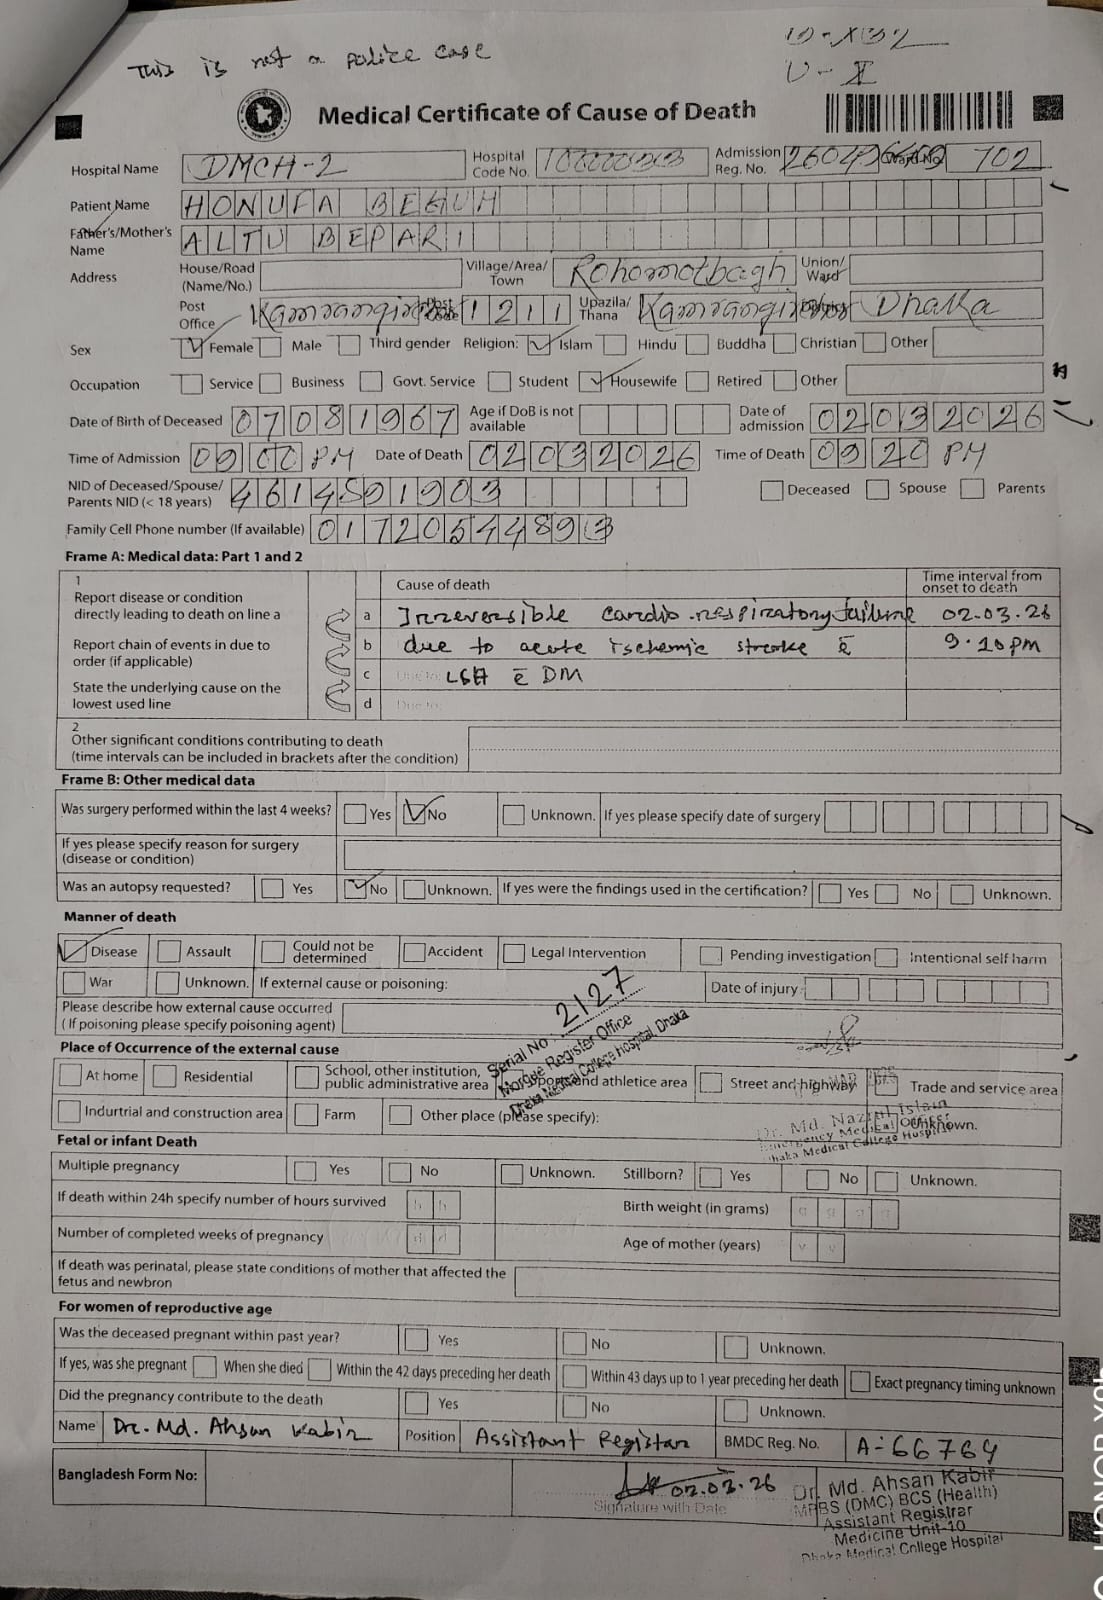 This is not a police case
Medical Certificate of Cause of Death
Hospital Name DMCH-2 Hospital Code No. Admission Reg. No. Ward No 702
Patient Name HONUFA BEGUM
Father's/Mother's Name ALTU BEPARI
Address House/Road (Name/No.) Village/Area/ Town Rohomotbagh Union/ Ward
Post Office Post Code 1211 Upazila/ Thana Dhaka
Sex Female Male Third gender Religion: Islam Hindu Buddha Christian Other
Occupation Service Business Govt. Service Student Housewife Retired Other
Date of Birth of Deceased 07081967 Age if DoB is not available Date of admission 02032026
Time of Admission 09 00 PM Date of Death 02032026 Time of Death 0920 PM
NID of Deceased/Spouse/ Parents NID (< 18 years) 4614591903 Deceased Spouse Parents
Family Cell Phone number (If available) 01720544893
Frame A: Medical data: Part 1 and 2
1
Cause of death Time interval from onset to death
Report disease or condition directly leading to death on line a
a Irreversible cardio-respiratory failure 02.03.26
Report chain of events in due to order (if applicable)
b due to acute ischemic stroke c̄ 9.20pm
c Due to: c̄ DM
State the underlying cause on the lowest used line
d Due to:
2
Other significant conditions contributing to death
(time intervals can be included in brackets after the condition)
Frame B: Other medical data
Was surgery performed within the last 4 weeks? Yes No Unknown. If yes please specify date of surgery
If yes please specify reason for surgery (disease or condition)
Was an autopsy requested? Yes No Unknown. If yes were the findings used in the certification? Yes No Unknown.
Manner of death
Disease Assault Could not be determined Accident Legal Intervention Pending investigation Intentional self harm
War Unknown. If external cause or poisoning: Date of injury
Please describe how external cause occurred
( If poisoning please specify poisoning agent)
Serial No 2127
Morgue Register Office
Dhaka Medical College Hospital, Dhaka
Place of Occurrence of the external cause
At home Residential School, other institution, public administrative area and athletice area Street and highway Trade and service area
Indurtrial and construction area Farm Other place (please specify): Unknown.
Dr. Md. Nazrul Islam
Emergency Medical Officer
Dhaka Medical College Hospital
Fetal or infant Death
Multiple pregnancy Yes No Unknown. Stillborn? Yes No Unknown.
If death within 24h specify number of hours survived h h Birth weight (in grams) g g g g
Number of completed weeks of pregnancy d d Age of mother (years) y y
If death was perinatal, please state conditions of mother that affected the fetus and newbron
For women of reproductive age
Was the deceased pregnant within past year? Yes No Unknown.
If yes, was she pregnant When she died Within the 42 days preceding her death Within 43 days up to 1 year preceding her death Exact pregnancy timing unknown
Did the pregnancy contribute to the death Yes No Unknown.
Name Dr. Md. Ahsan Kabir Position Assistant Registar BMDC Reg. No. A-66764
Bangladesh Form No: 02.03.26
Signature with Date
Dr. Md. Ahsan Kabir
MBBS (DMC) BCS (Health)
Assistant Registrar
Medicine Unit-10
Dhaka Medical College Hospital